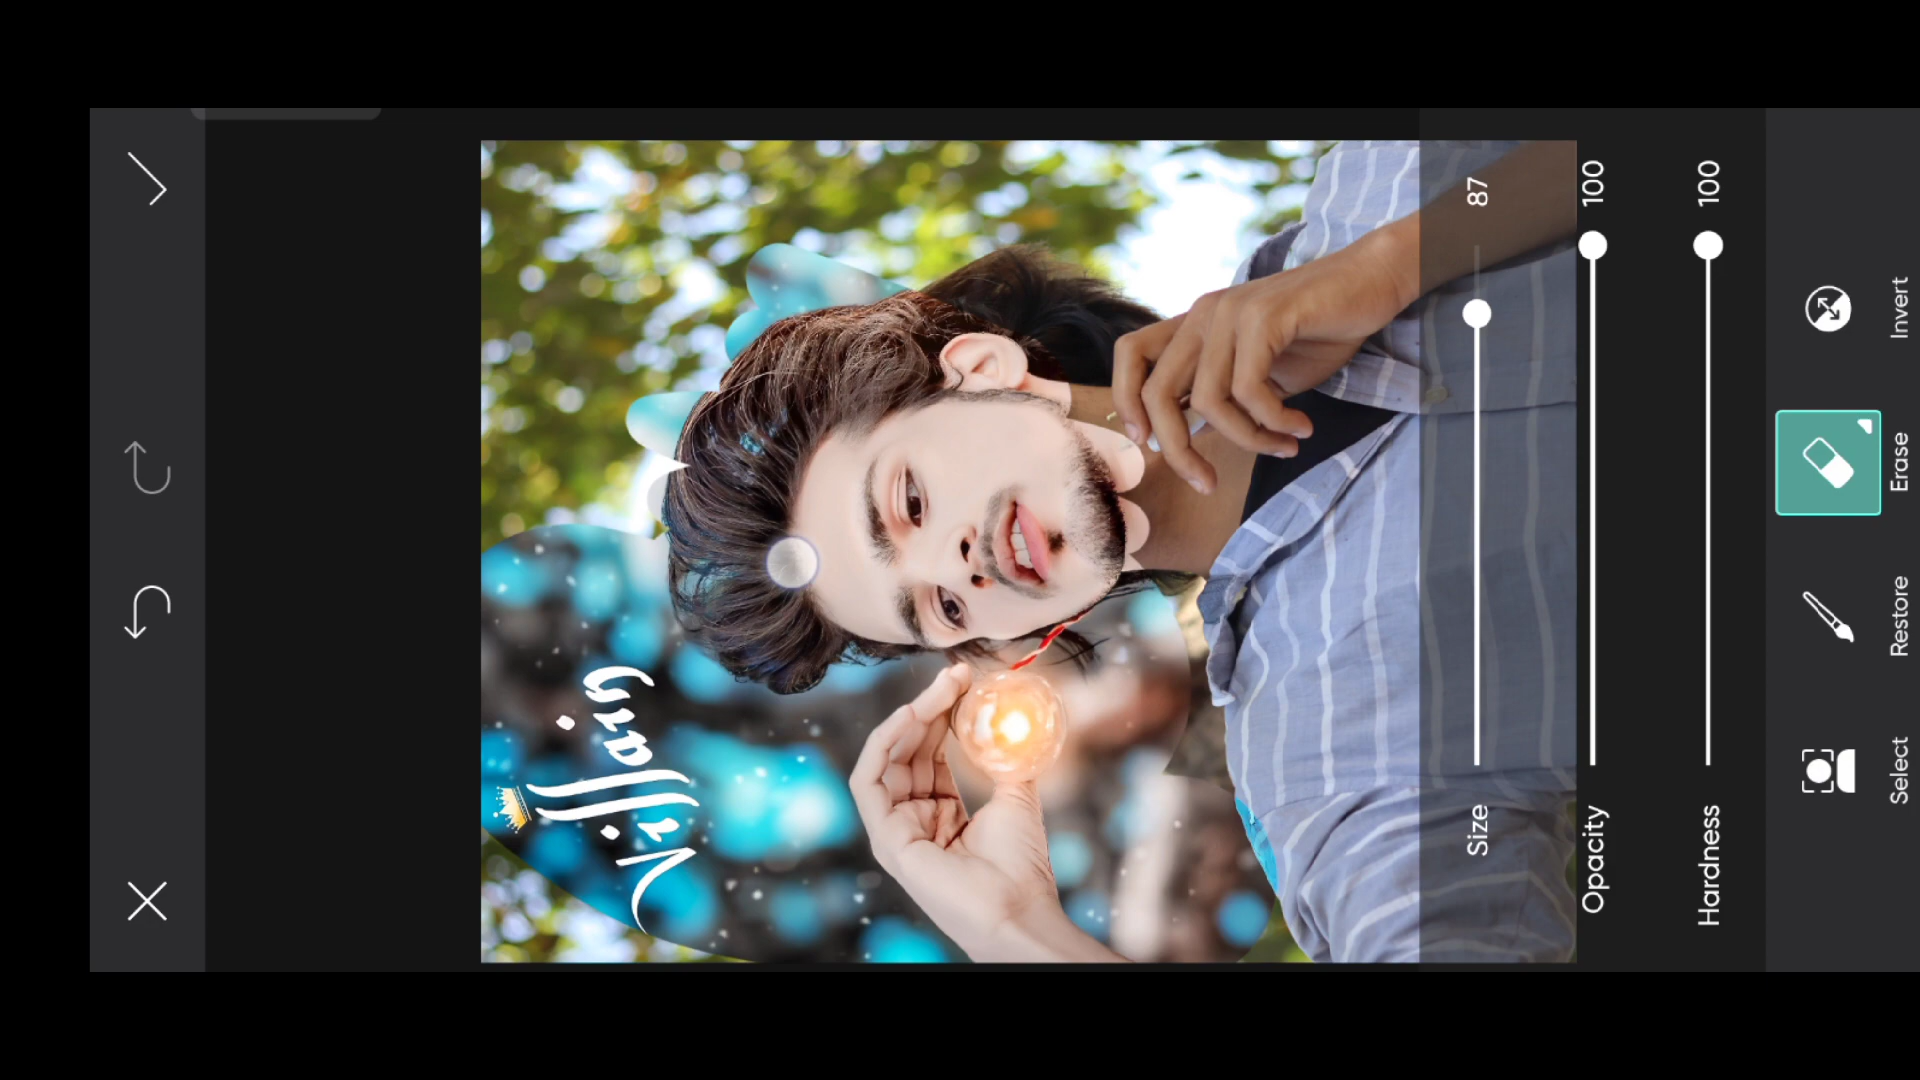 Villain
Size 87
Opacity 100
Hardness 100
Select Restore Erase Invert